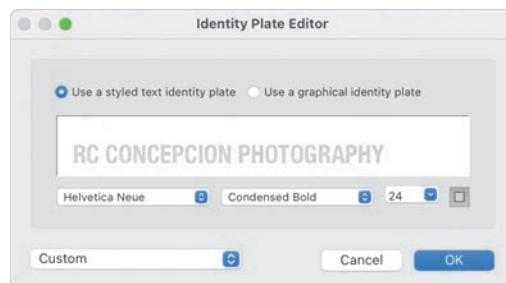 Identity Plate Editor
Use a styled text identity plate Use a graphical identity plate
RC CONCEPCION PHOTOGRAPHY
Helvetica Neue Condensed Bold 24
Custom Cancel OK